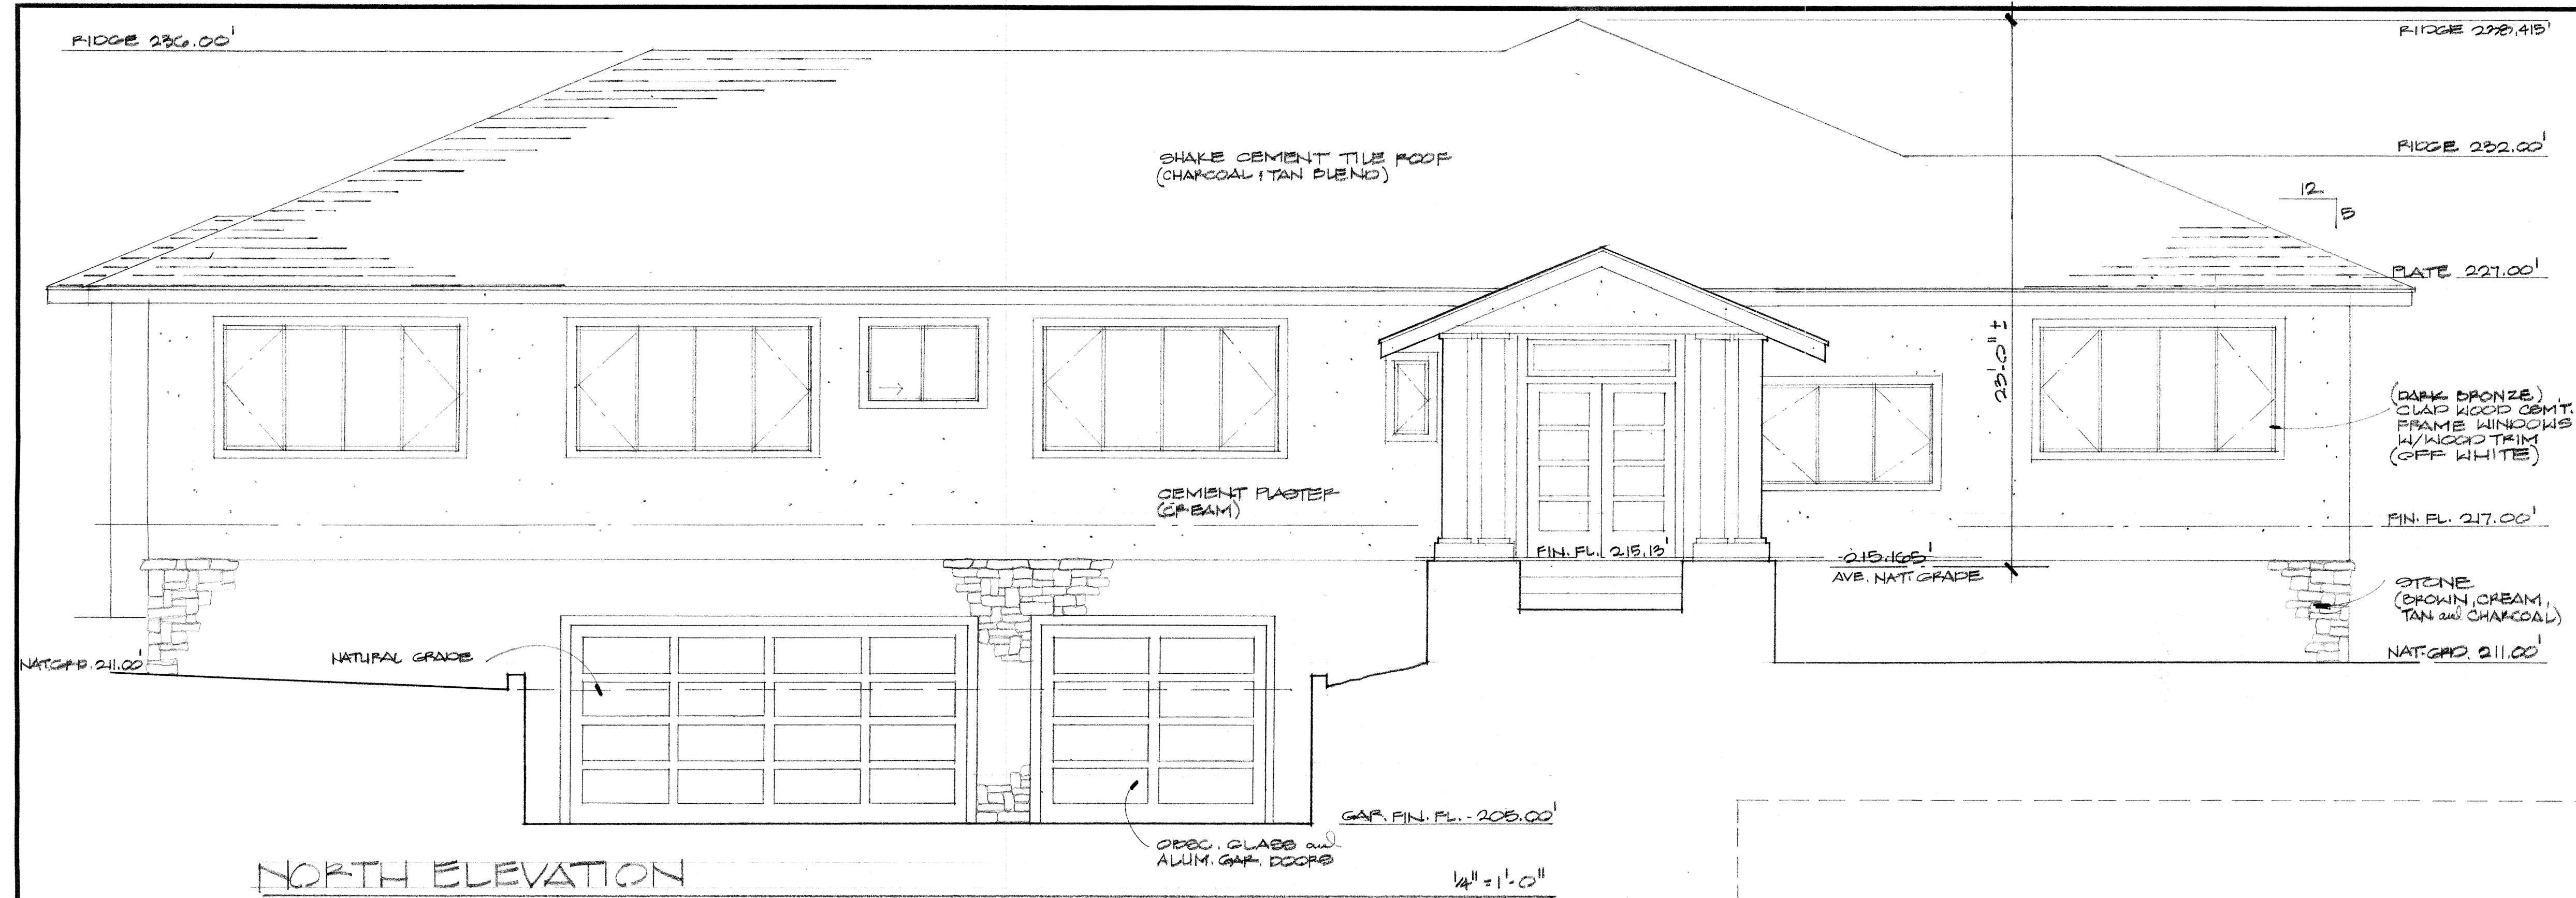 RIDGE 236.00'
RIDGE 238.415'
SHAKE CEMENT TILE ROOF
(CHARCOAL & TAN BLEND)
RIDGE 232.00'
12
5
PLATE 227.00'
23'-0" ±
(DARK BRONZE)
CLAD WOOD CSMT.
FRAME WINDOWS
W/WOOD TRIM
(OFF WHITE)
CEMENT PLASTER
(CREAM)
FIN. FL. 217.00'
FIN. FL. 215.13'
215.165'
AVE. NAT. GRADE
STONE
(BROWN, CREAM,
TAN and CHARCOAL)
NAT. GRD. 211.00'
NATURAL GRADE
NAT. GRD. 211.00'
GAR. FIN. FL. - 205.00'
OBSC. GLASS and
ALUM. GAR. DOORS
NORTH ELEVATION
1/4" = 1'-0"